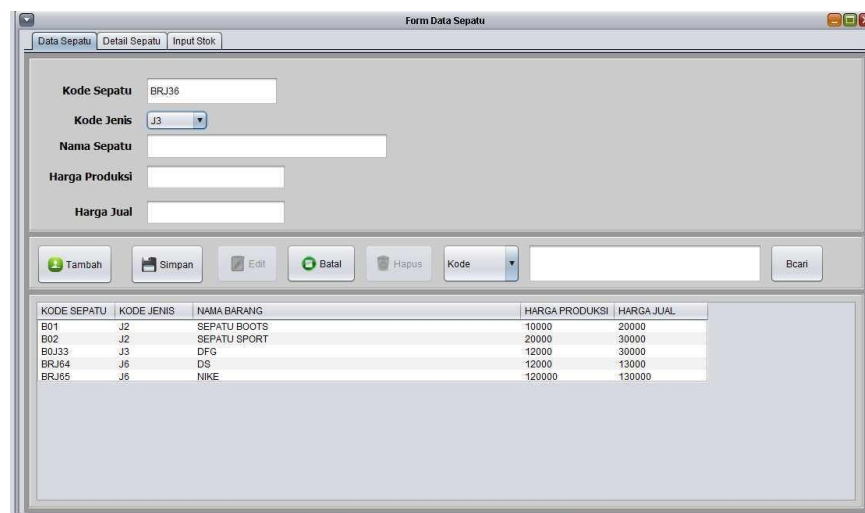 Form Data Sepatu
Data Sepatu Detail Sepatu Input Stok
Kode Sepatu BRJ36
Kode Jenis J3
Nama Sepatu
Harga Produksi
Harga Jual
Tambah Simpan Edit Batal Hapus Kode Bcari
KODE SEPATU KODE JENIS NAMA BARANG HARGA PRODUKSI HARGA JUAL
B01 J2 SEPATU BOOTS 10000 20000
B02 J2 SEPATU SPORT 20000 30000
B0J33 J3 DFG 12000 30000
BRJ64 J6 DS 12000 13000
BRJ65 J6 NIKE 120000 130000